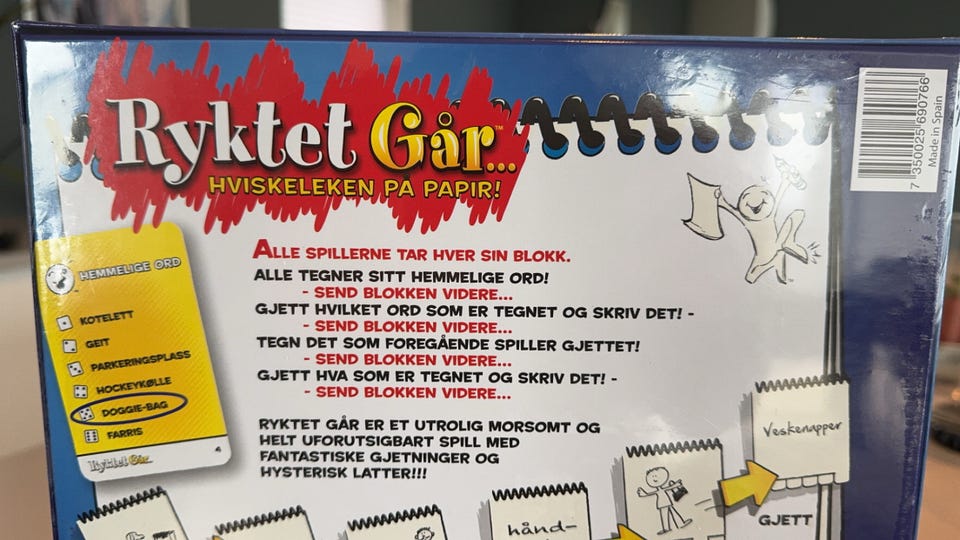 Ryktet Går...™
HVISKELEKEN PÅ PAPIR!
7 350025 690766
Made in Spain
HEMMELIGE ORD
KOTELETT
GEIT
PARKERINGSPLASS
HOCKEYKØLLE
DOGGIE-BAG
FARRIS
Ryktet Går...
4
ALLE SPILLERNE TAR HVER SIN BLOKK.
ALLE TEGNER SITT HEMMELIGE ORD!
- SEND BLOKKEN VIDERE...
GJETT HVILKET ORD SOM ER TEGNET OG SKRIV DET! -
- SEND BLOKKEN VIDERE...
TEGN DET SOM FOREGÅENDE SPILLER GJETTET!
- SEND BLOKKEN VIDERE...
GJETT HVA SOM ER TEGNET OG SKRIV DET! -
- SEND BLOKKEN VIDERE...
RYKTET GÅR ER ET UTROLIG MORSOMT OG
HELT UFORUTSIGBART SPILL MED
FANTASTISKE GJETNINGER OG
HYSTERISK LATTER!!!
Veskenapper
GJETT
hånd-